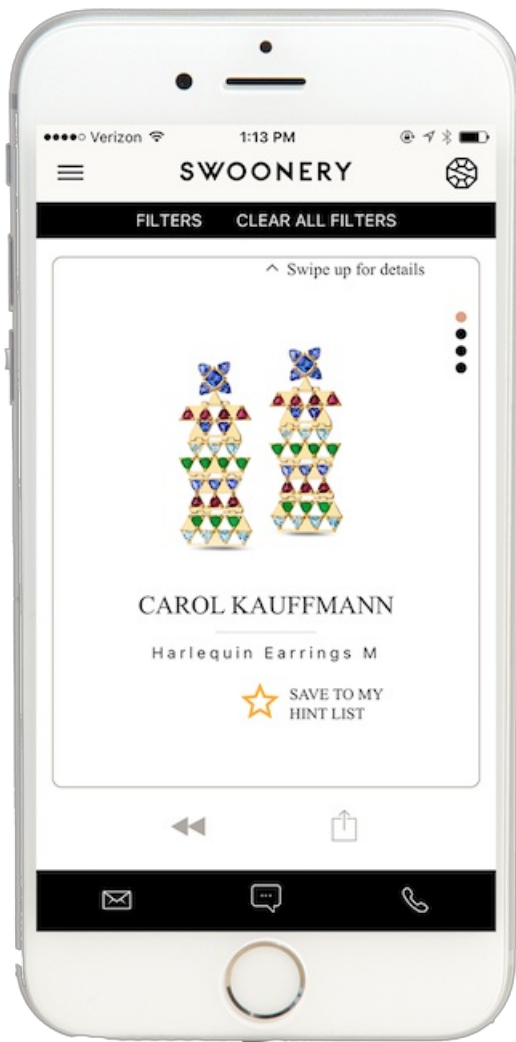 Verizon 1:13 PM
SWOONERY
FILTERS CLEAR ALL FILTERS
Swipe up for details
CAROL KAUFFMANN
Harlequin Earrings M
SAVE TO MY
HINT LIST